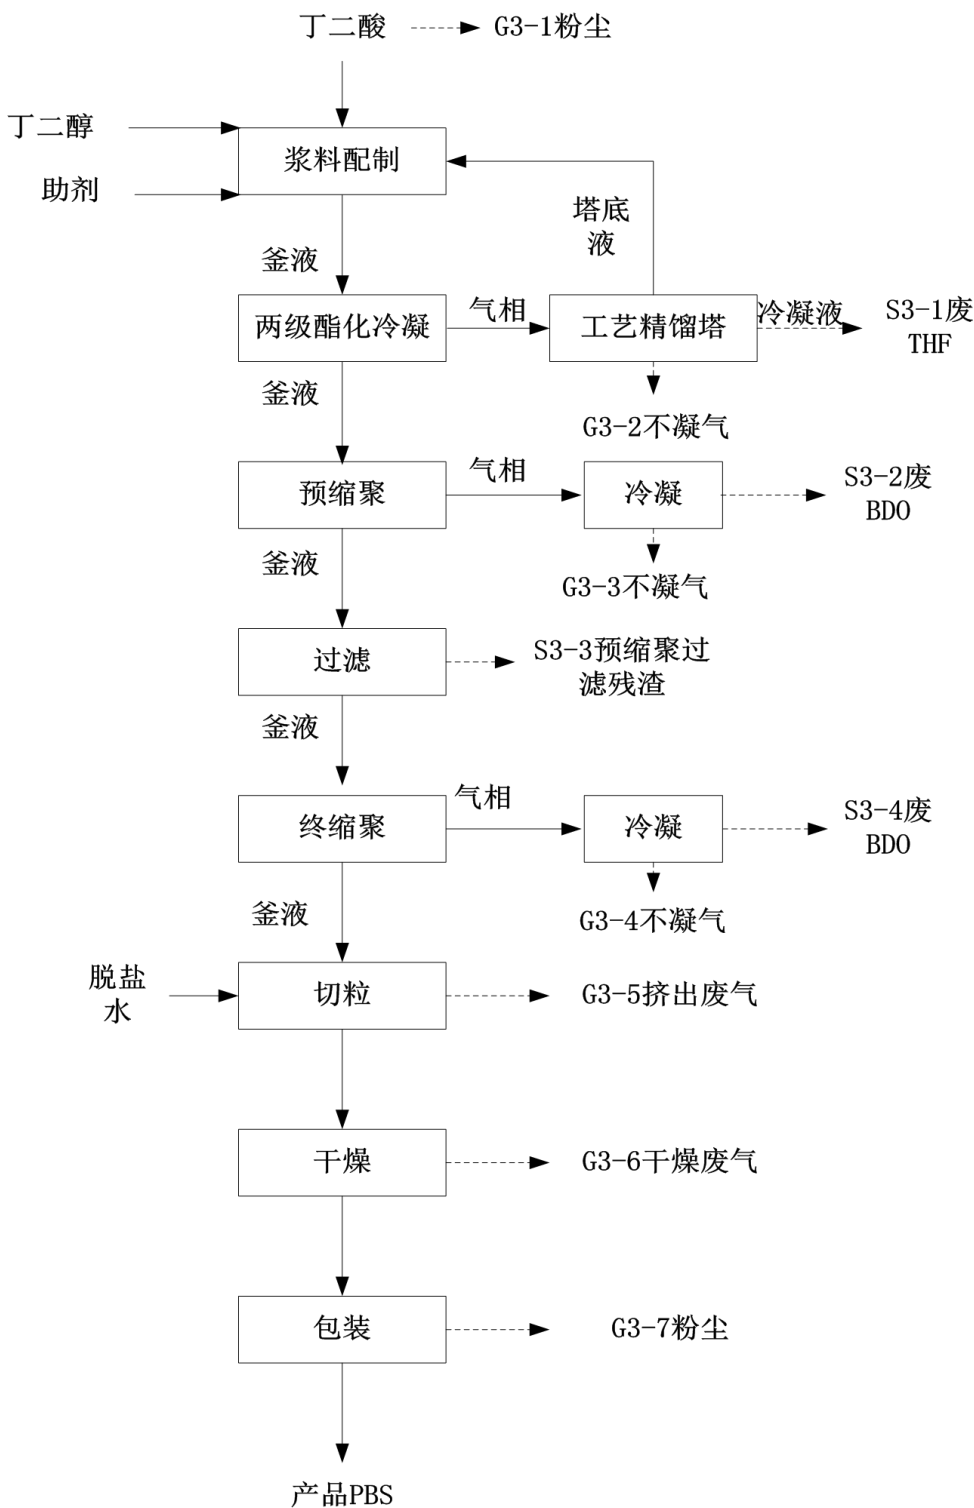 丁二酸
G3-1粉尘
丁二醇
浆料配制
助剂
塔底
液
釜液
两级酯化冷凝
气相
工艺精馏塔
冷凝液
S3-1废
THF
釜液
G3-2不凝气
预缩聚
气相
冷凝
S3-2废
BDO
釜液
G3-3不凝气
过滤
S3-3预缩聚过
滤残渣
釜液
终缩聚
气相
冷凝
S3-4废
BDO
釜液
G3-4不凝气
脱盐
水
切粒
G3-5挤出废气
干燥
G3-6干燥废气
包装
G3-7粉尘
产品PBS